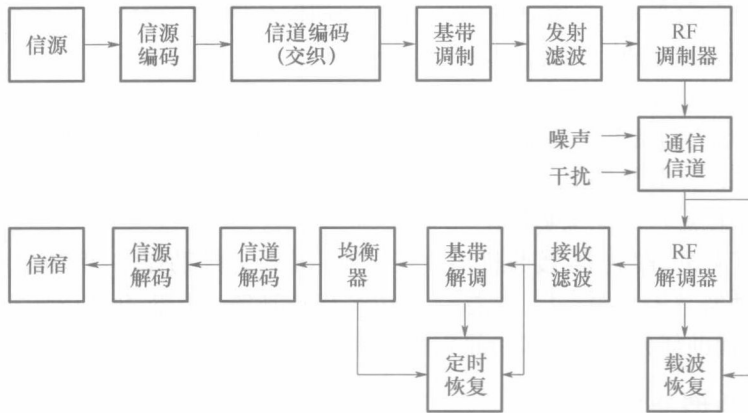 信源
信源
编码
信道编码
(交织)
基带
调制
发射
滤波
RF
调制器
噪声
干扰
通信
信道
信宿
信源
解码
信道
解码
均衡
器
基带
解调
接收
滤波
RF
解调器
定时
恢复
载波
恢复